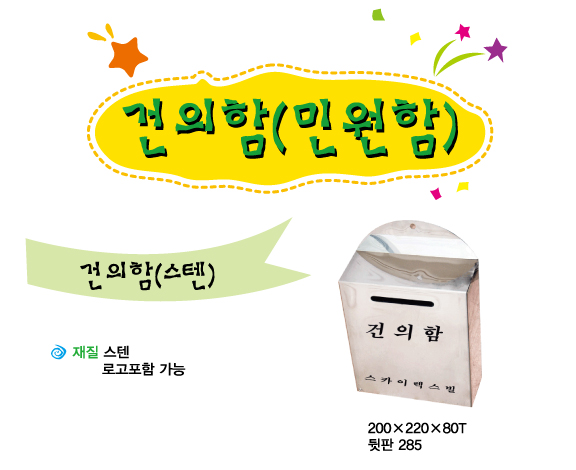 건의함(민원함)
건의함(스텐)
재질 스텐
로고포함 가능
건의함
스카이텍스밀
200×220×80T
뒷판 285